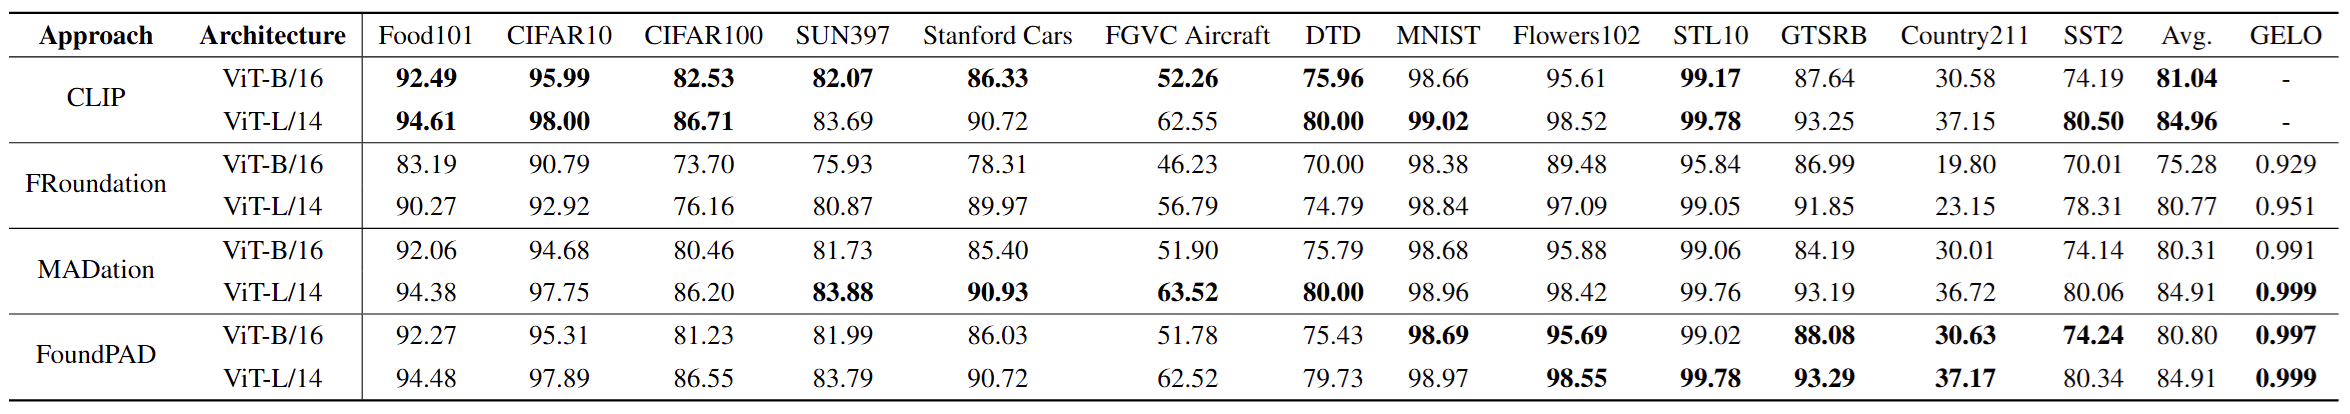 Approach Architecture Food101 CIFAR10 CIFAR100 SUN397 Stanford Cars FGVC Aircraft DTD MNIST Flowers102 STL10 GTSRB Country211 SST2 Avg. GELO
CLIP
ViT-B/16 92.49 95.99 82.53 82.07 86.33 52.26 75.96 98.66 95.61 99.17 87.64 30.58 74.19 81.04 -
ViT-L/14 94.61 98.00 86.71 83.69 90.72 62.55 80.00 99.02 98.52 99.78 93.25 37.15 80.50 84.96 -
FRoundation
ViT-B/16 83.19 90.79 73.70 75.93 78.31 46.23 70.00 98.38 89.48 95.84 86.99 19.80 70.01 75.28 0.929
ViT-L/14 90.27 92.92 76.16 80.87 89.97 56.79 74.79 98.84 97.09 99.05 91.85 23.15 78.31 80.77 0.951
MADation
ViT-B/16 92.06 94.68 80.46 81.73 85.40 51.90 75.79 98.68 95.88 99.06 84.19 30.01 74.14 80.31 0.991
ViT-L/14 94.38 97.75 86.20 83.88 90.93 63.52 80.00 98.96 98.42 99.76 93.19 36.72 80.06 84.91 0.999
FoundPAD
ViT-B/16 92.27 95.31 81.23 81.99 86.03 51.78 75.43 98.69 95.69 99.02 88.08 30.63 74.24 80.80 0.997
ViT-L/14 94.48 97.89 86.55 83.79 90.72 62.52 79.73 98.97 98.55 99.78 93.29 37.17 80.34 84.91 0.999